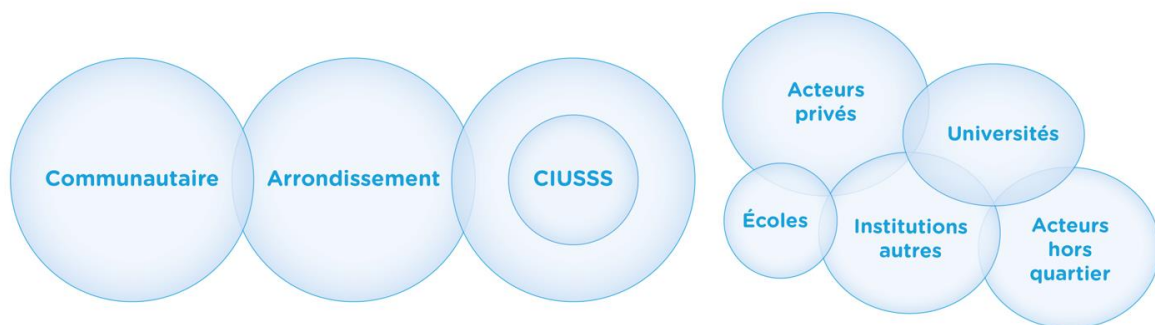 Communautaire
Arrondissement
CIUSSS
Acteurs
privés
Universités
Écoles
Institutions
autres
Acteurs
hors
quartier